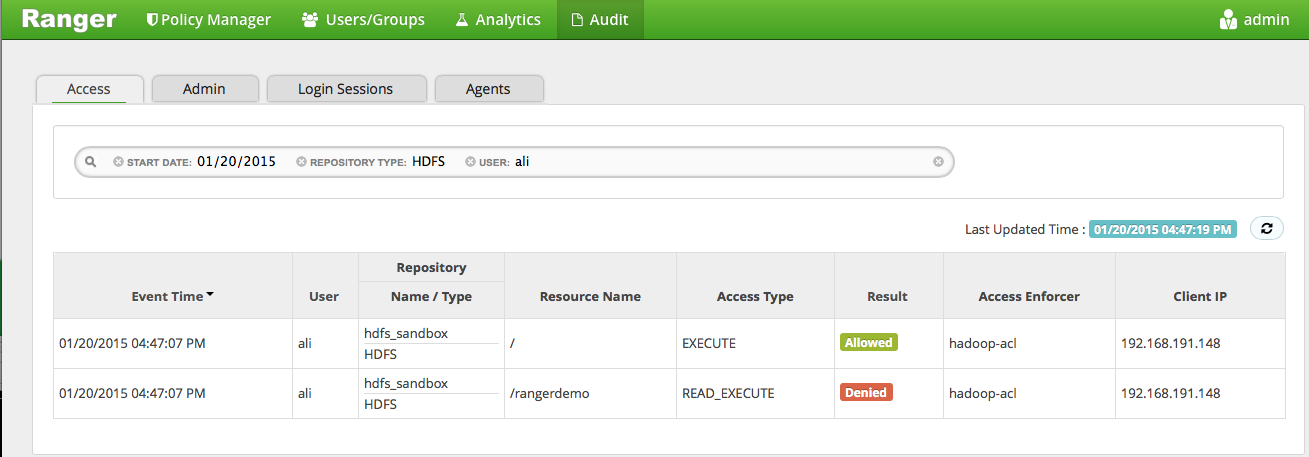 Ranger Policy Manager Users/Groups Analytics Audit admin
Access Admin Login Sessions Agents
START DATE: 01/20/2015 REPOSITORY TYPE: HDFS USER: ali
Last Updated Time : 01/20/2015 04:47:19 PM
Repository
Event Time User Name / Type Resource Name Access Type Result Access Enforcer Client IP
01/20/2015 04:47:07 PM ali hdfs_sandbox / EXECUTE Allowed hadoop-acl 192.168.191.148
HDFS
01/20/2015 04:47:07 PM ali hdfs_sandbox /rangerdemo READ_EXECUTE Denied hadoop-acl 192.168.191.148
HDFS